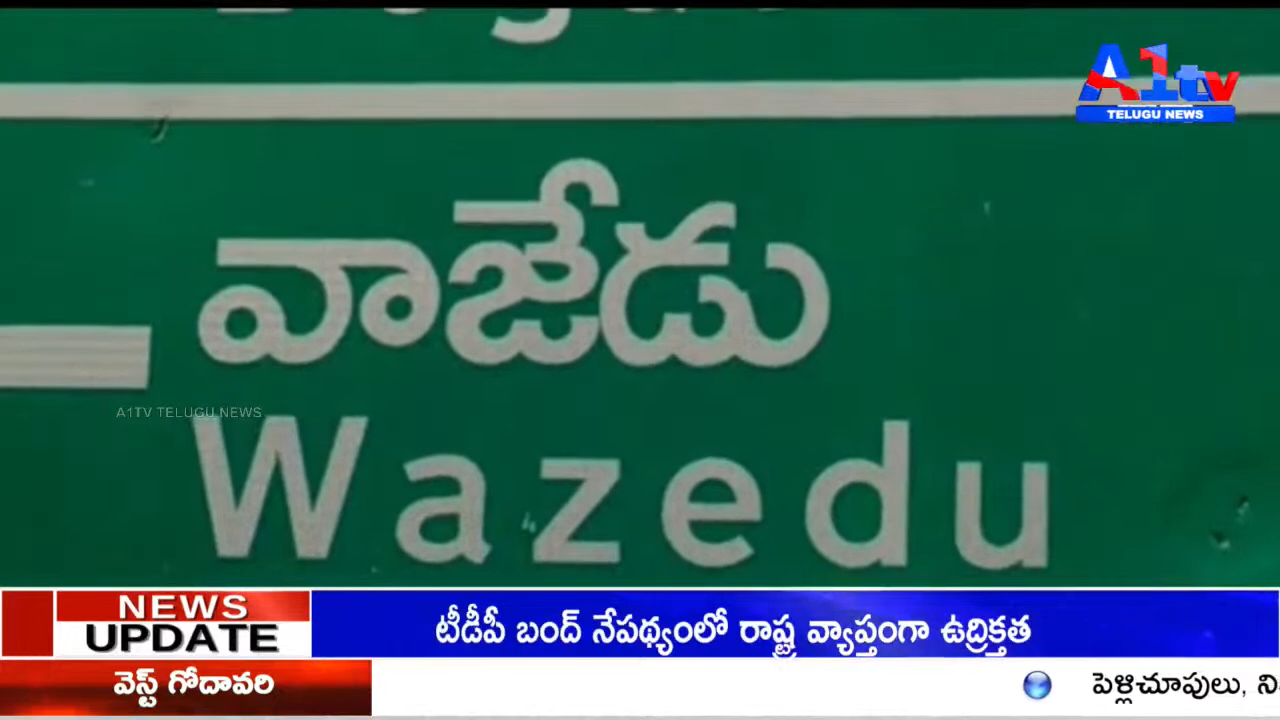 A1tv
TELUGU NEWS
వాజేడు
A1TV TELUGU NEWS
Wazedu
NEWS
UPDATE
టీడీపీ బంద్ నేపథ్యంలో రాష్ట్ర వ్యాప్తంగా ఉద్రిక్తత
వెస్ట్ గోదావరి
పెళ్లిచూపులు,